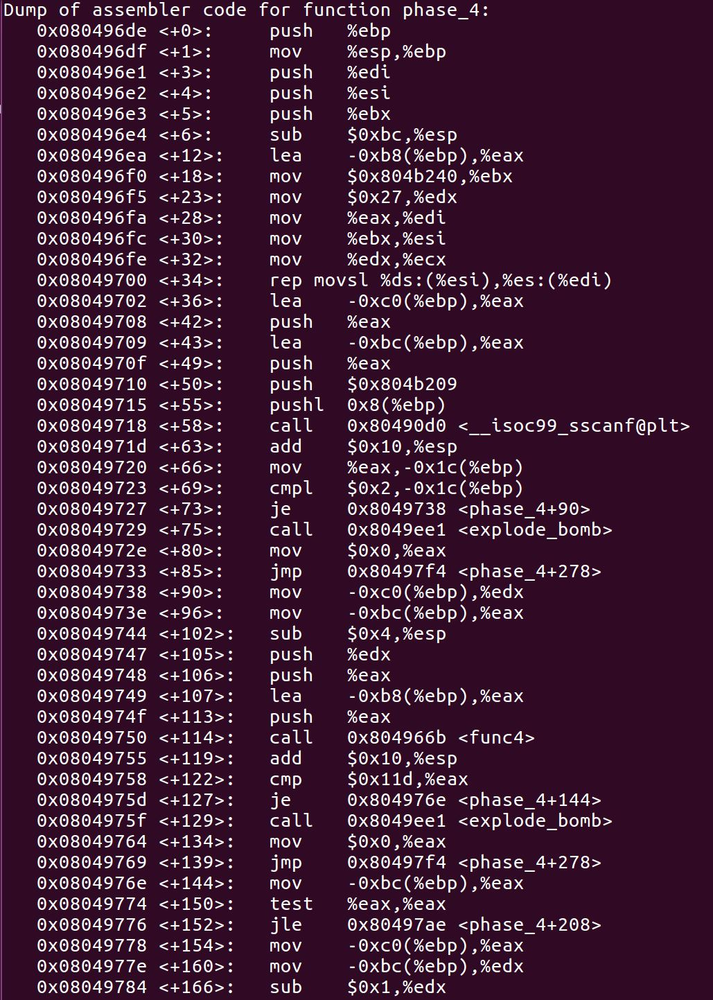 Dump of assembler code for function phase_4:
0x080496de <+0>: push %ebp
0x080496df <+1>: mov %esp,%ebp
0x080496e1 <+3>: push %edi
0x080496e2 <+4>: push %esi
0x080496e3 <+5>: push %ebx
0x080496e4 <+6>: sub $0xbc,%esp
0x080496ea <+12>: lea -0xb8(%ebp),%eax
0x080496f0 <+18>: mov $0x804b240,%ebx
0x080496f5 <+23>: mov $0x27,%edx
0x080496fa <+28>: mov %eax,%edi
0x080496fc <+30>: mov %ebx,%esi
0x080496fe <+32>: mov %edx,%ecx
0x08049700 <+34>: rep movsl %ds:(%esi),%es:(%edi)
0x08049702 <+36>: lea -0xc0(%ebp),%eax
0x08049708 <+42>: push %eax
0x08049709 <+43>: lea -0xbc(%ebp),%eax
0x0804970f <+49>: push %eax
0x08049710 <+50>: push $0x804b209
0x08049715 <+55>: pushl 0x8(%ebp)
0x08049718 <+58>: call 0x80490d0 <__isoc99_sscanf@plt>
0x0804971d <+63>: add $0x10,%esp
0x08049720 <+66>: mov %eax,-0x1c(%ebp)
0x08049723 <+69>: cmpl $0x2,-0x1c(%ebp)
0x08049727 <+73>: je 0x8049738 <phase_4+90>
0x08049729 <+75>: call 0x8049ee1 <explode_bomb>
0x0804972e <+80>: mov $0x0,%eax
0x08049733 <+85>: jmp 0x80497f4 <phase_4+278>
0x08049738 <+90>: mov -0xc0(%ebp),%edx
0x0804973e <+96>: mov -0xbc(%ebp),%eax
0x08049744 <+102>: sub $0x4,%esp
0x08049747 <+105>: push %edx
0x08049748 <+106>: push %eax
0x08049749 <+107>: lea -0xb8(%ebp),%eax
0x0804974f <+113>: push %eax
0x08049750 <+114>: call 0x804966b <func4>
0x08049755 <+119>: add $0x10,%esp
0x08049758 <+122>: cmp $0x11d,%eax
0x0804975d <+127>: je 0x804976e <phase_4+144>
0x0804975f <+129>: call 0x8049ee1 <explode_bomb>
0x08049764 <+134>: mov $0x0,%eax
0x08049769 <+139>: jmp 0x80497f4 <phase_4+278>
0x0804976e <+144>: mov -0xbc(%ebp),%eax
0x08049774 <+150>: test %eax,%eax
0x08049776 <+152>: jle 0x80497ae <phase_4+208>
0x08049778 <+154>: mov -0xc0(%ebp),%eax
0x0804977e <+160>: mov -0xbc(%ebp),%edx
0x08049784 <+166>: sub $0x1,%edx